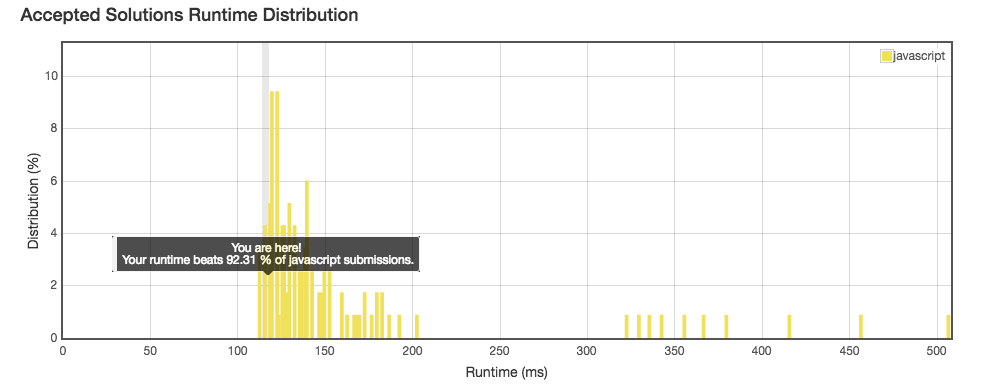 Accepted Solutions Runtime Distribution
javascript
10
8
6
4
2
0
Distribution (%)
You are here!
Your runtime beats 92.31 % of javascript submissions.
0 50 100 150 200 250 300 350 400 450 500
Runtime (ms)